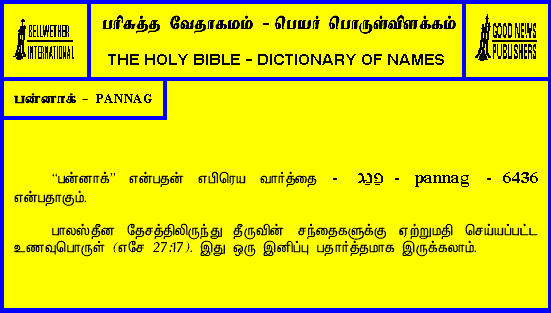 BELLWETHER
INTERNATIONAL
பரிசுத்த வேதாகமம் - பெயர் பொருள்விளக்கம்
THE HOLY BIBLE - DICTIONARY OF NAMES
GOOD NEWS
PUBLISHERS
பன்னாக் - PANNAG
“பன்னாக்” என்பதன் எபிரெய வார்த்தை - פַּנַּג - pannag - 6436
என்பதாகும்.
பாலஸ்தீன தேசத்திலிருந்து தீருவின் சந்தைகளுக்கு ஏற்றுமதி செய்யப்பட்ட
உணவுபொருள் (எசே 27:17). இது ஒரு இனிப்பு பதார்த்தமாக இருக்கலாம்.